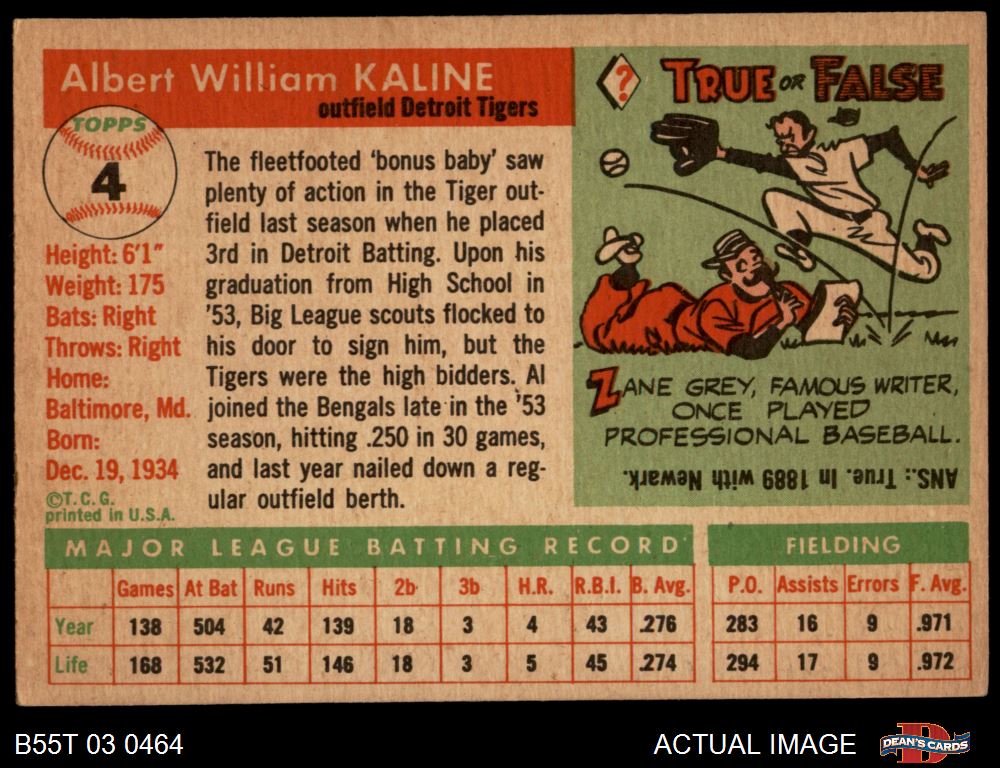 Albert William KALINE
outfield Detroit Tigers
TOPPS
4
Height: 6'1"
Weight: 175
Bats: Right
Throws: Right
Home:
Baltimore, Md.
Born:
Dec. 19, 1934
©T.C.G.
printed in U.S.A.
The fleetfooted 'bonus baby' saw
plenty of action in the Tiger out-
field last season when he placed
3rd in Detroit Batting. Upon his
graduation from High School in
'53, Big League scouts flocked to
his door to sign him, but the
Tigers were the high bidders. Al
joined the Bengals late in the '53
season, hitting .250 in 30 games,
and last year nailed down a reg-
ular outfield berth.
?
TRUE OR FALSE
ZANE GREY, FAMOUS WRITER,
ONCE PLAYED
PROFESSIONAL BASEBALL.
ANS.: True. In 1889 with Newark.
MAJOR LEAGUE BATTING RECORD
Games At Bat Runs Hits 2b 3b H.R. R.B.I. B. Avg.
Year 138 504 42 139 18 3 4 43 .276
Life 168 532 51 146 18 3 5 45 .274
FIELDING
P.O. Assists Errors F. Avg.
283 16 9 .971
294 17 9 .972
B55T 03 0464
ACTUAL IMAGE
DEAN'S CARDS